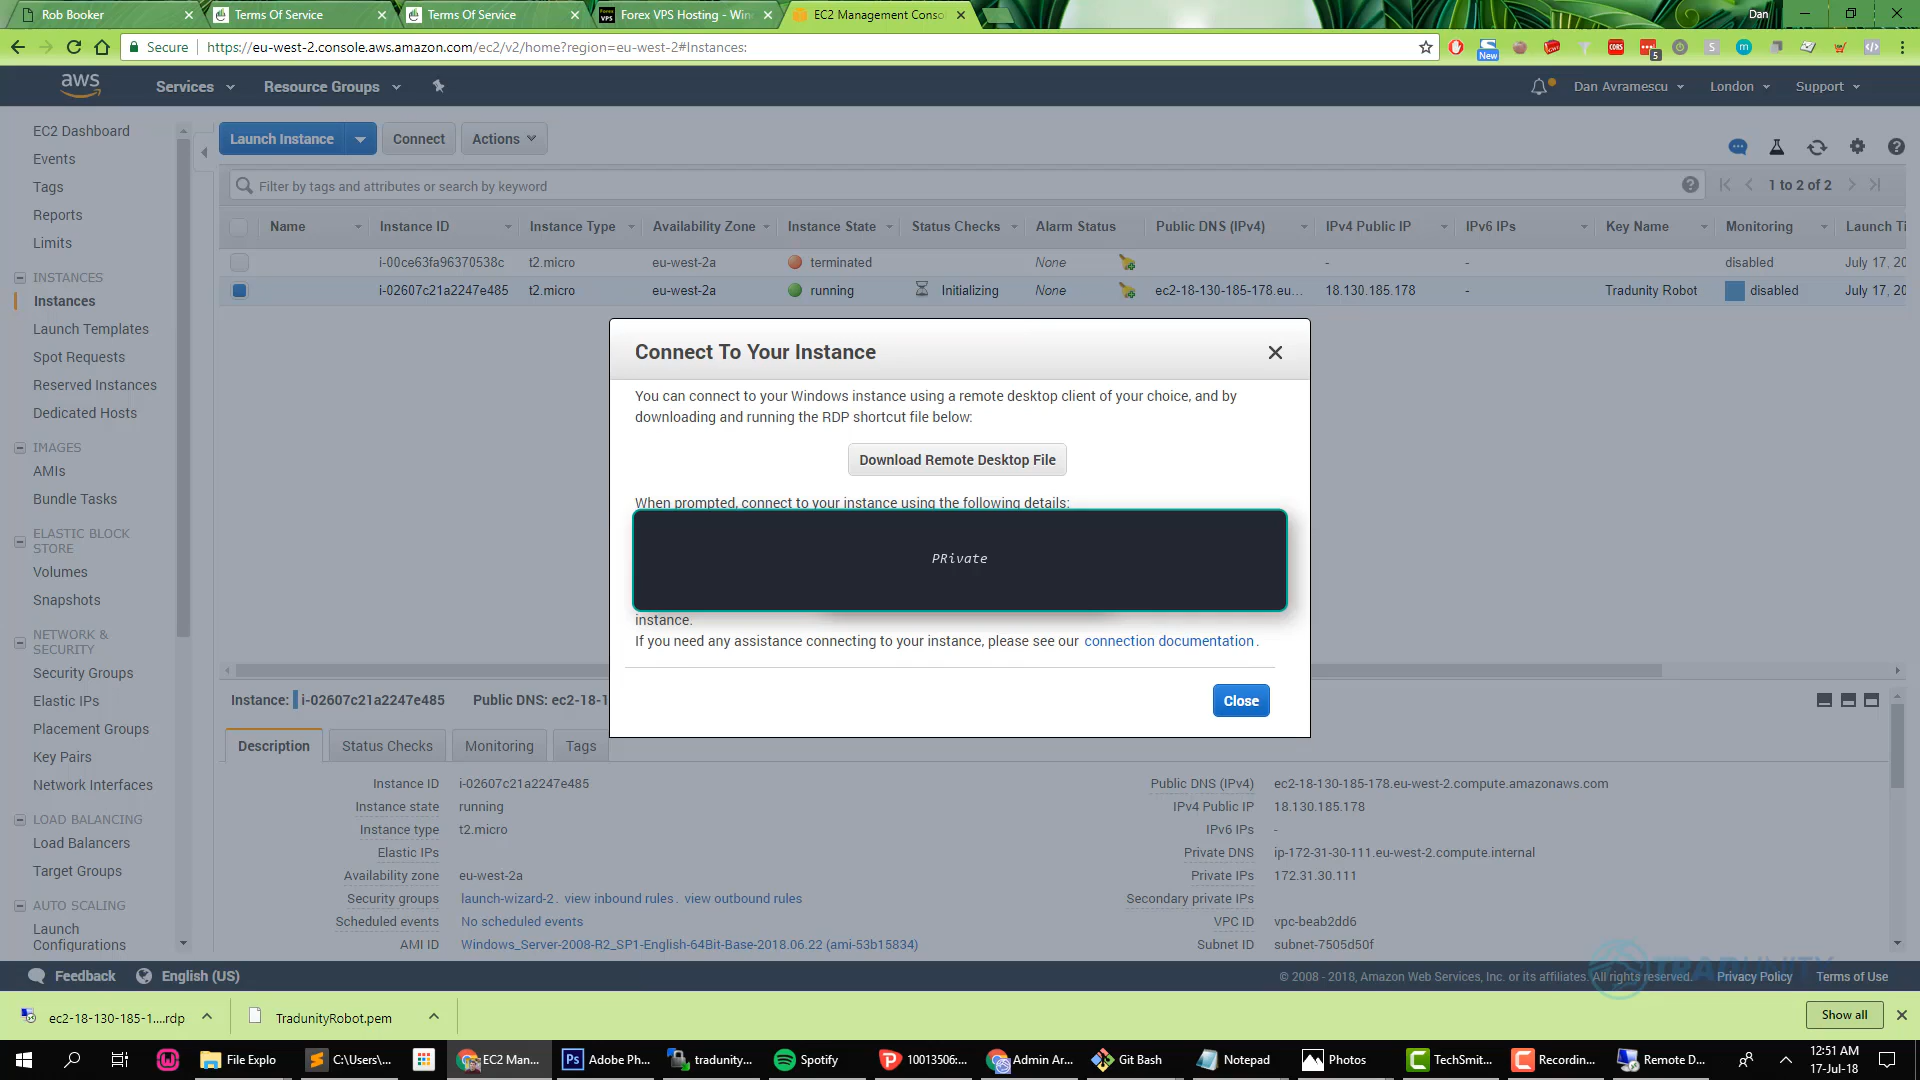 Rob Booker
Terms Of Service
Terms Of Service
Forex VPS Hosting - Win
EC2 Management Conso
Dan
Secure
https://eu-west-2.console.aws.amazon.com/ec2/v2/home?region=eu-west-2#Instances:
New
CORS
5
S
m
aws
Services
Resource Groups
Dan Avramescu
London
Support
EC2 Dashboard
Events
Tags
Reports
Limits
INSTANCES
Instances
Launch Templates
Spot Requests
Reserved Instances
Dedicated Hosts
IMAGES
AMIs
Bundle Tasks
ELASTIC BLOCK
STORE
Volumes
Snapshots
NETWORK &
SECURITY
Security Groups
Elastic IPs
Placement Groups
Key Pairs
Network Interfaces
LOAD BALANCING
Load Balancers
Target Groups
AUTO SCALING
Launch
Configurations
Launch Instance
Connect
Actions
Filter by tags and attributes or search by keyword
1 to 2 of 2
Name Instance ID Instance Type Availability Zone Instance State Status Checks Alarm Status Public DNS (IPv4) IPv4 Public IP IPv6 IPs Key Name Monitoring Launch Ti
i-00ce63fa96370538c t2.micro eu-west-2a terminated None - - disabled July 17, 20
i-02607c21a2247e485 t2.micro eu-west-2a running Initializing None ec2-18-130-185-178.eu... 18.130.185.178 - Tradunity Robot disabled July 17, 20
Connect To Your Instance
You can connect to your Windows instance using a remote desktop client of your choice, and by
downloading and running the RDP shortcut file below:
Download Remote Desktop File
When prompted, connect to your instance using the following details:
PRivate
instance.
If you need any assistance connecting to your instance, please see our connection documentation.
Close
Instance: i-02607c21a2247e485 Public DNS: ec2-18-1
Description
Status Checks
Monitoring
Tags
Instance ID i-02607c21a2247e485
Instance state running
Instance type t2.micro
Elastic IPs
Availability zone eu-west-2a
Security groups launch-wizard-2. view inbound rules. view outbound rules
Scheduled events No scheduled events
AMI ID Windows_Server-2008-R2_SP1-English-64Bit-Base-2018.06.22 (ami-53b15834)
Public DNS (IPv4) ec2-18-130-185-178.eu-west-2.compute.amazonaws.com
IPv4 Public IP 18.130.185.178
IPv6 IPs -
Private DNS ip-172-31-30-111.eu-west-2.compute.internal
Private IPs 172.31.30.111
Secondary private IPs
VPC ID vpc-beab2dd6
Subnet ID subnet-7505d50f
TRADUNITY
Feedback
English (US)
© 2008 - 2018, Amazon Web Services, Inc. or its affiliates. All rights reserved.
Privacy Policy
Terms of Use
ec2-18-130-185-1....rdp
TradunityRobot.pem
Show all
File Explo
C:\Users\...
EC2 Man...
Adobe Ph...
tradunity...
Spotify
10013506:...
Admin Ar...
Git Bash
Notepad
Photos
TechSmit...
Recordin...
Remote D...
12:51 AM
17-Jul-18